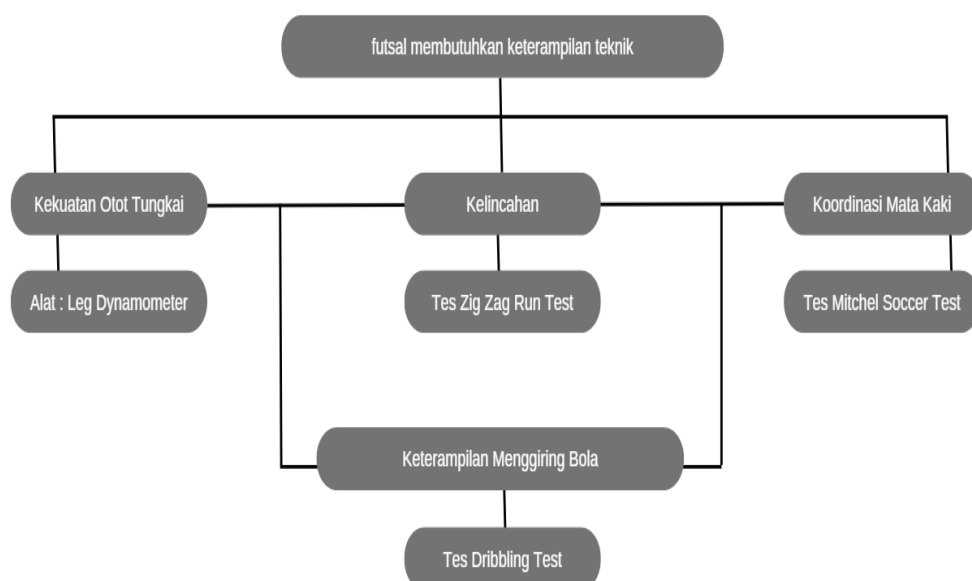 futsal membutuhkan keterampilan teknik
Kekuatan Otot Tungkai
Kelincahan
Koordinasi Mata Kaki
Alat : Leg Dynamometer
Tes Zig Zag Run Test
Tes Mitchel Soccer Test
Keterampilan Menggiring Bola
Tes Dribbling Test